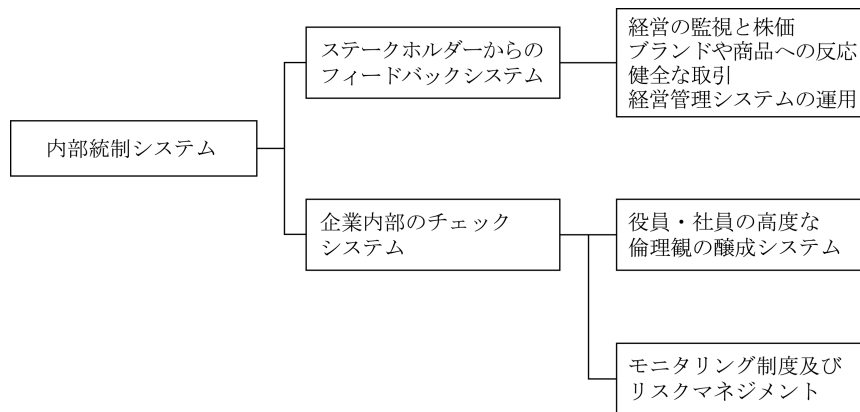 内部統制システム
ステークホルダーからの
フィードバックシステム
経営の監視と株価
ブランドや商品への反応
健全な取引
経営管理システムの運用
企業内部のチェック
システム
役員・社員の高度な
倫理観の醸成システム
モニタリング制度及び
リスクマネジメント